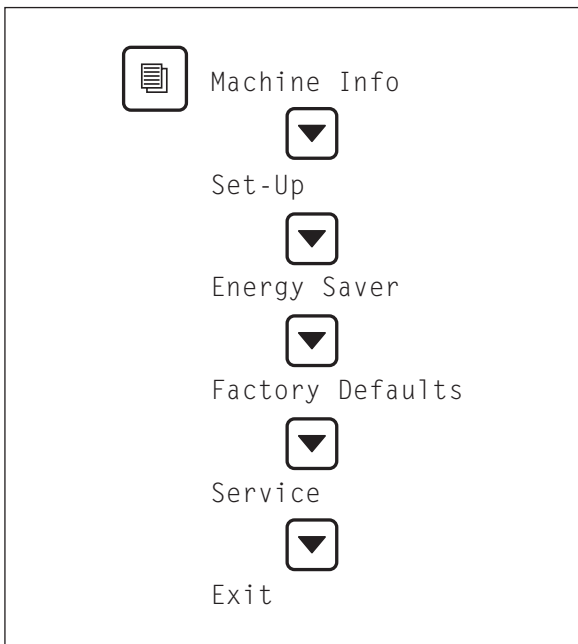 Machine Info
Set-Up
Energy Saver
Factory Defaults
Service
Exit